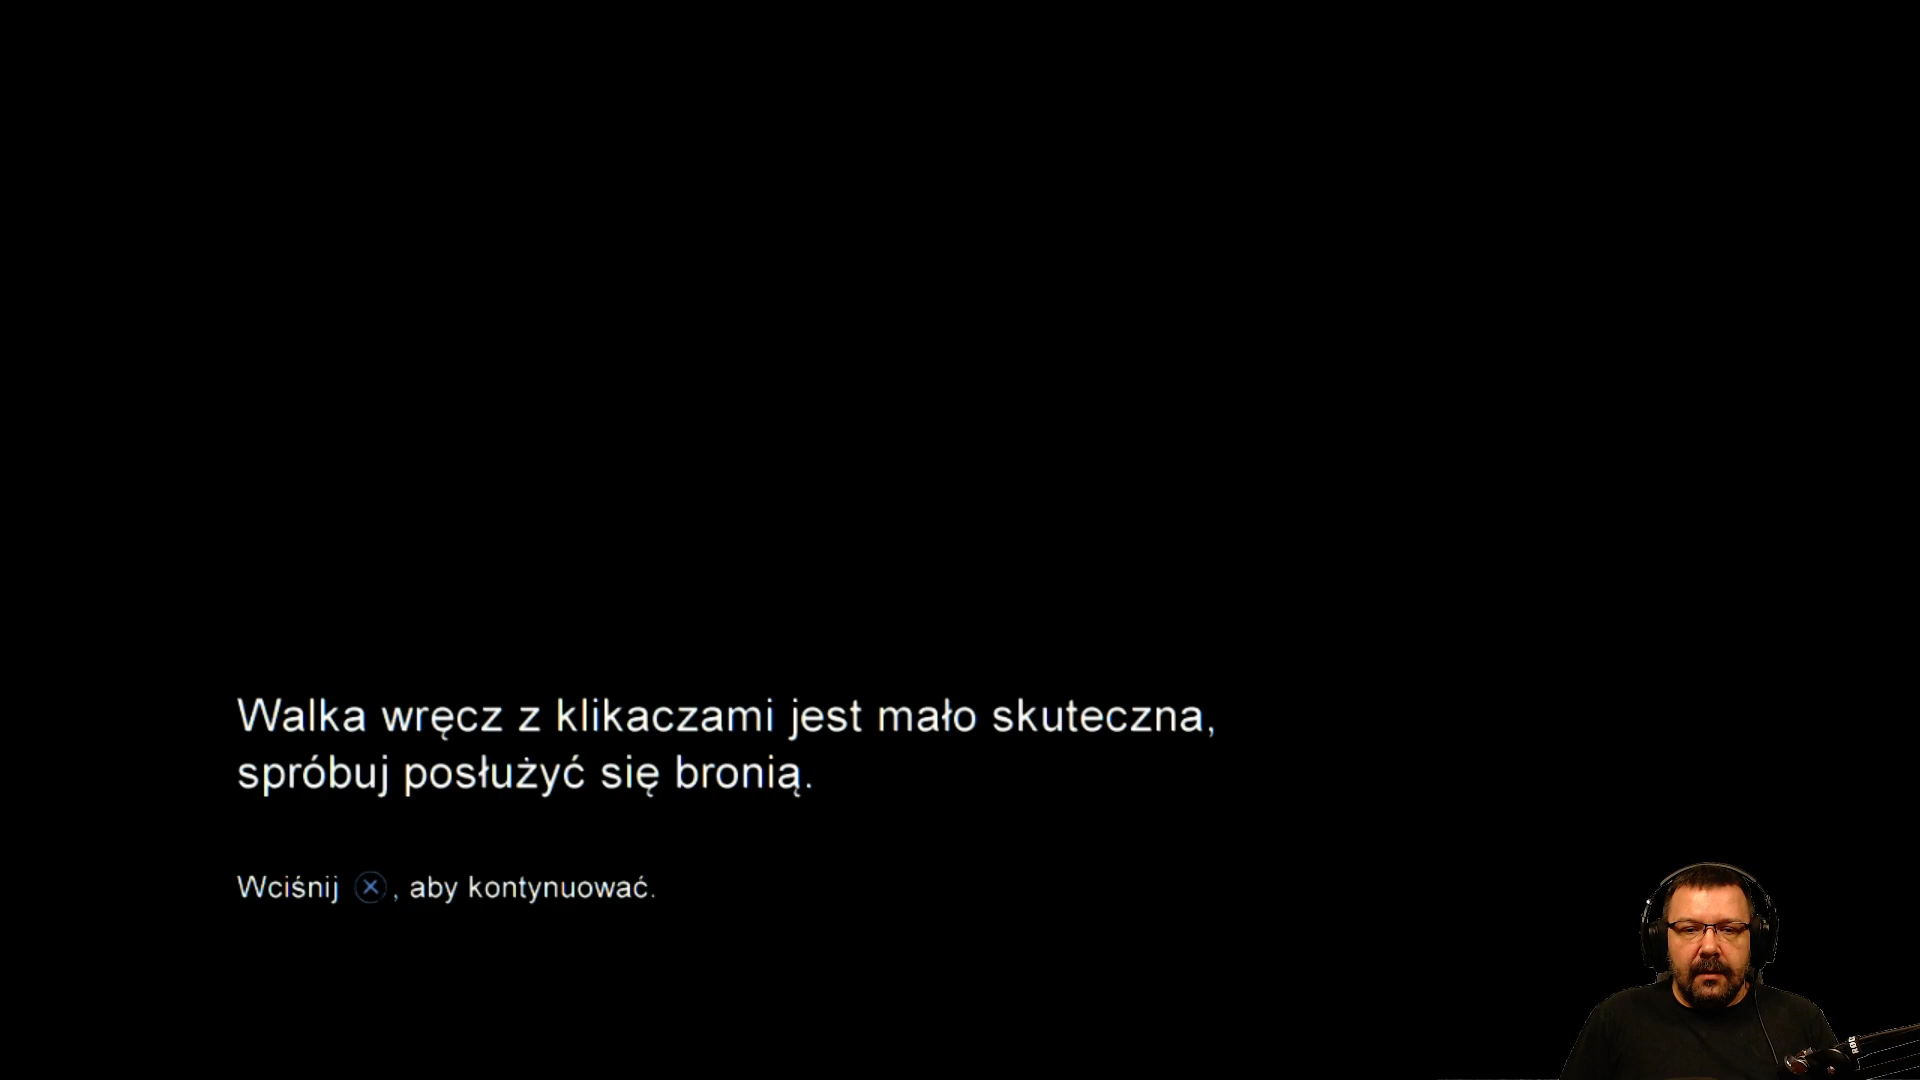 Walka wręcz z klikaczami jest mało skuteczna,
spróbuj posłużyć się bronią.
Wciśnij ⓧ, aby kontynuować.